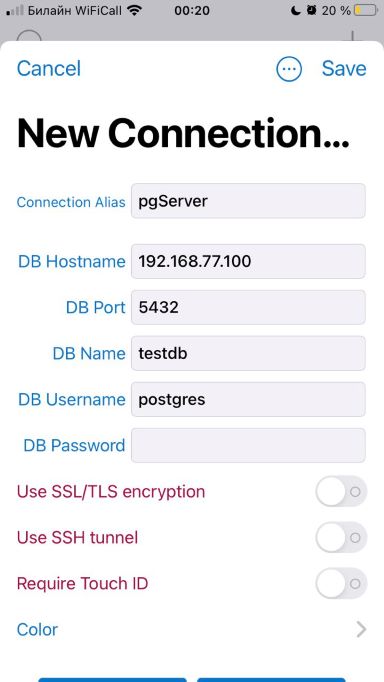 Билайн WiFiCall 00:20 20 %
Cancel Save
New Connection...
Connection Alias pgServer
DB Hostname 192.168.77.100
DB Port 5432
DB Name testdb
DB Username postgres
DB Password
Use SSL/TLS encryption
Use SSH tunnel
Require Touch ID
Color